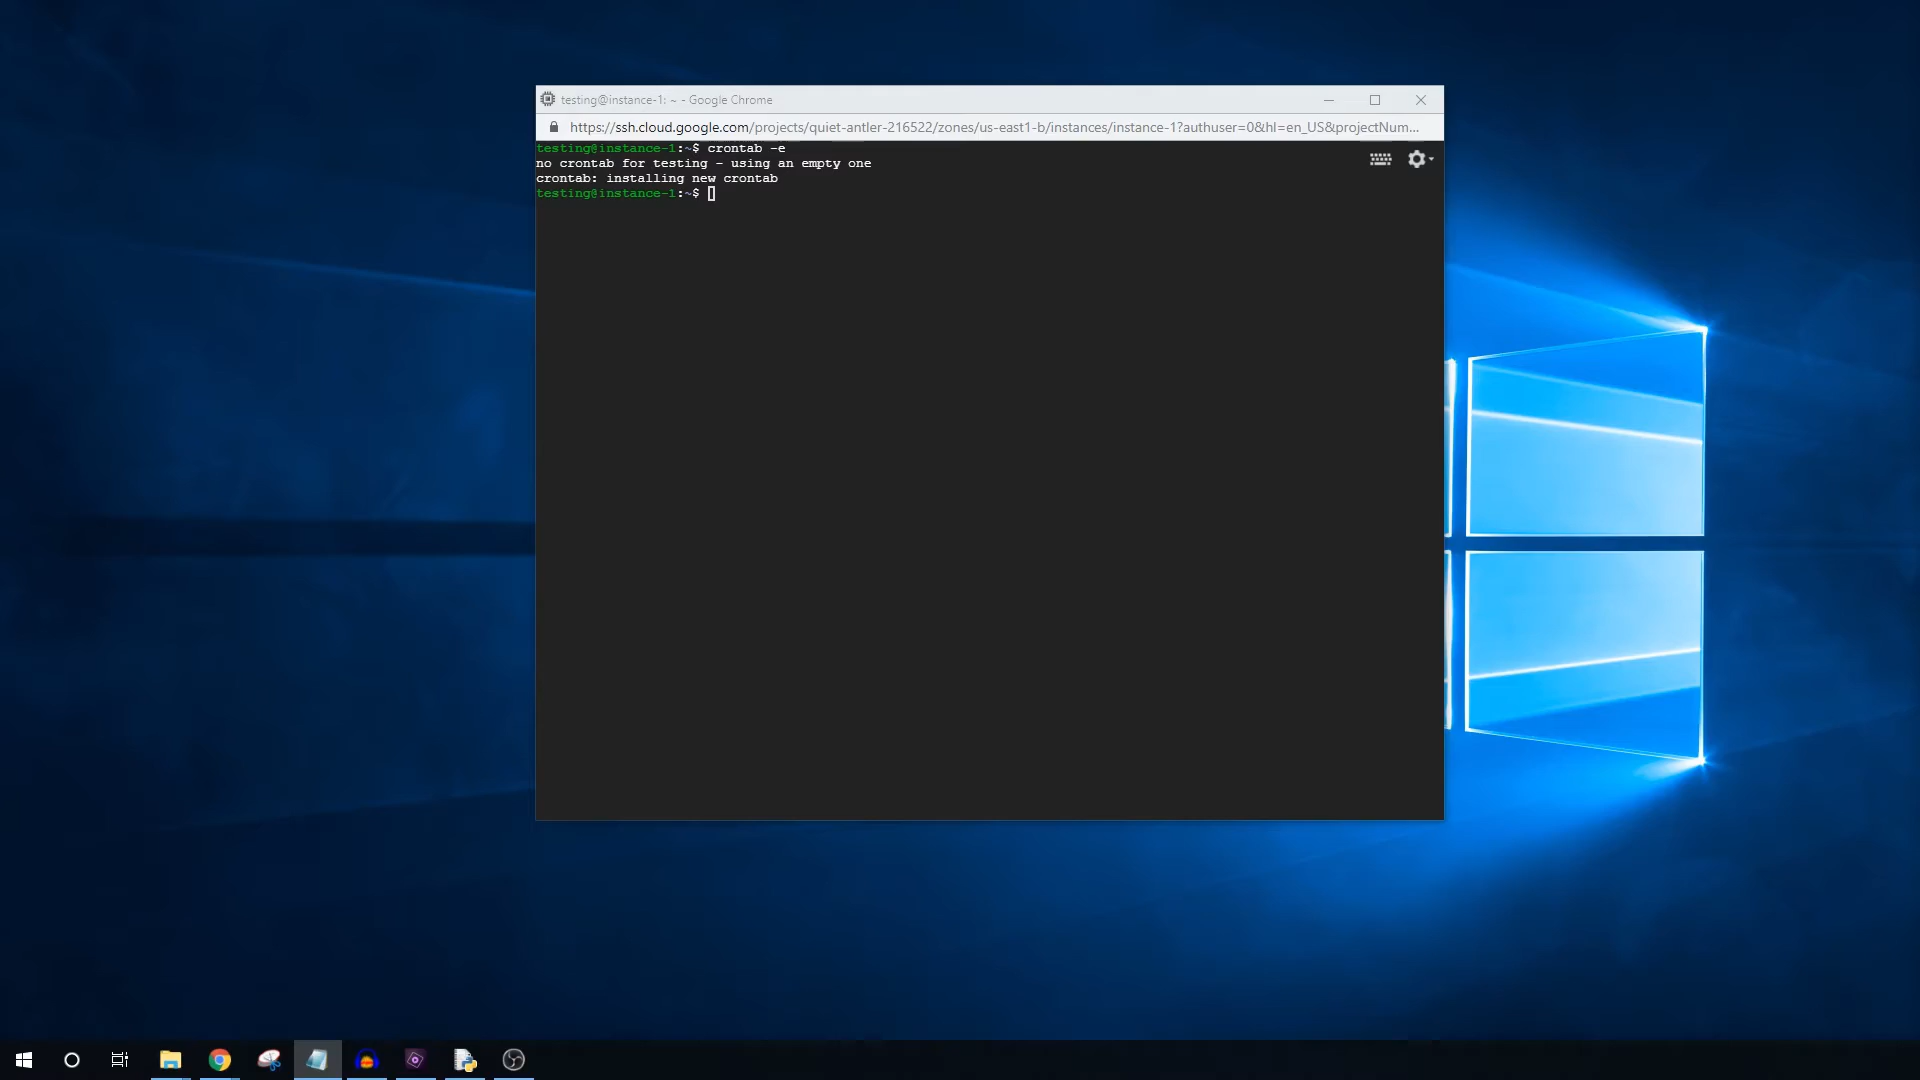 testing@instance-1: ~ - Google Chrome
https://ssh.cloud.google.com/projects/quiet-antler-216522/zones/us-east1-b/instances/instance-1?authuser=0&hl=en_US&projectNum...
testing@instance-1:~$ crontab -e
no crontab for testing - using an empty one
crontab: installing new crontab
testing@instance-1:~$